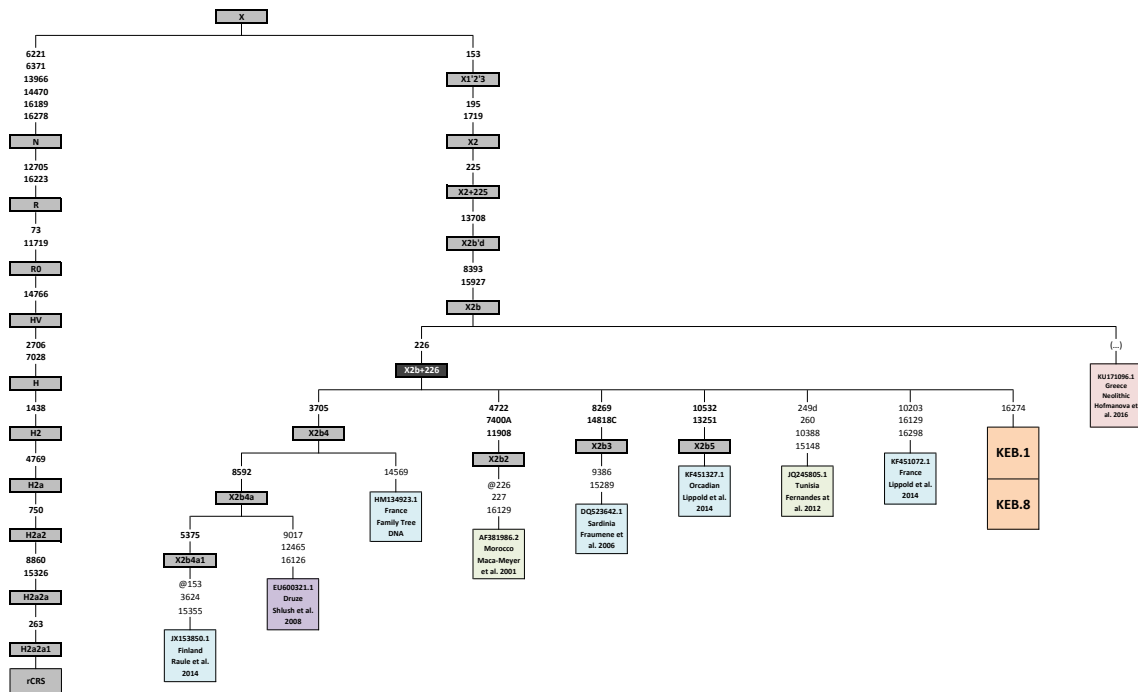 X
6221
6371
13966
14470
16189
16278
N
12705
16223
R
73
11719
R0
14766
HV
2706
7028
H
1438
H2
4769
H2a
750
H2a2
8860
15326
H2a2a
263
H2a2a1
rCRS
153
X1'2'3
195
1719
X2
225
X2+225
13708
X2b'd
8393
15927
X2b
226
X2b+226
3705
X2b4
8592
X2b4a
5375
X2b4a1
@153
3624
15355
JX153850.1
Finland
Raule et al.
2014
9017
12465
16126
EU600321.1
Druze
Shlush et al.
2008
14569
HM134923.1
France
Family Tree
DNA
4722
7400A
11908
X2b2
@226
227
16129
AF381986.2
Morocco
Maca-Meyer
et al. 2001
8269
14818C
X2b3
9386
15289
DQ523642.1
Sardinia
Fraumene et
al. 2006
10532
13251
X2b5
KF451327.1
Orcadian
Lippold et al.
2014
249d
260
10388
15148
JQ245805.1
Tunisia
Fernandes at
al. 2012
10203
16129
16298
KF451072.1
France
Lippold et al.
2014
16274
KEB.1
KEB.8
(...)
KU171096.1
Greece
Neolithic
Hofmanova et
al. 2016